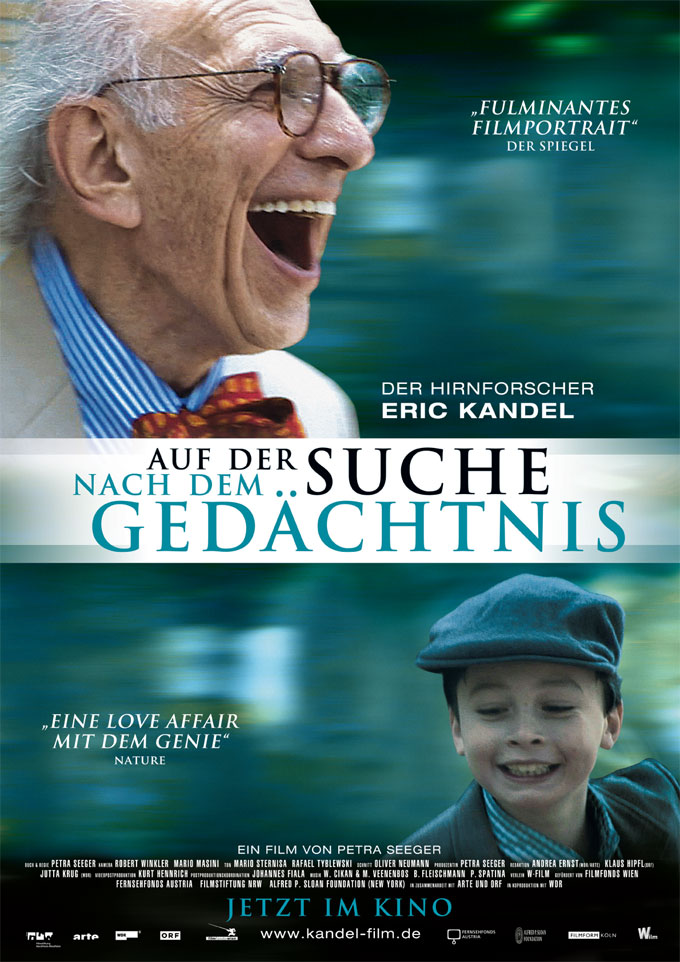 „FULMINANTES
FILMPORTRAIT“
DER SPIEGEL
DER HIRNFORSCHER
ERIC KANDEL
AUF DER SUCHE
NACH DEM
GEDÄCHTNIS
„EINE LOVE AFFAIR
MIT DEM GENIE“
NATURE
EIN FILM VON PETRA SEEGER
BUCH & REGIE PETRA SEEGER KAMERA ROBERT WINKLER MARIO MASINI TON MARIO STERNISA RAFAEL TYBLEWSKI SCHNITT OLIVER NEUMANN PRODUZENTIN PETRA SEEGER REDAKTION ANDREA ERNST (WDR/ARTE) KLAUS HIPFL (ORF)
JUTTA KRUG (WDR) VIDEOPOSTPRODUKTION KURT HENNRICH POSTPRODUKTIONSKOORDINATION JOHANNES FIALA MUSIK W. CIKAN & M. VEENENBOS B. FLEISCHMANN P. SPATINA VERLEIH W-FILM GEFÖRDERT VON FILMFONDS WIEN
FERNSEHFONDS AUSTRIA FILMSTIFTUNG NRW ALFRED P. SLOAN FOUNDATION (NEW YORK) IN ZUSAMMENARBEIT MIT ARTE UND ORF IN KOPRODUKTION MIT WDR
JETZT IM KINO
arte WDR ORF www.kandel-film.de FERNSEHFONDS AUSTRIA ALFRED P. SLOAN FOUNDATION FILMFORM KÖLN Wfilm